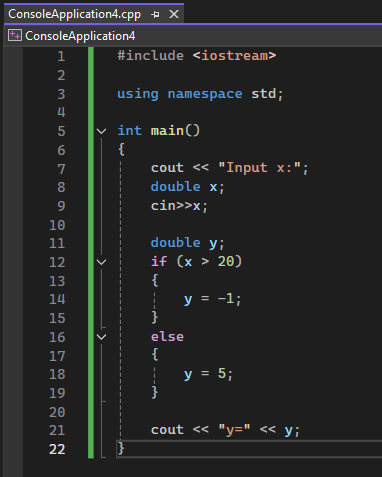 ConsoleApplication4.cpp
ConsoleApplication4
1 #include <iostream>
2
3 using namespace std;
4
5 int main()
6 {
7 cout << "Input x:";
8 double x;
9 cin>>x;
10
11 double y;
12 if (x > 20)
13 {
14 y = -1;
15 }
16 else
17 {
18 y = 5;
19 }
20
21 cout << "y=" << y;
22 }